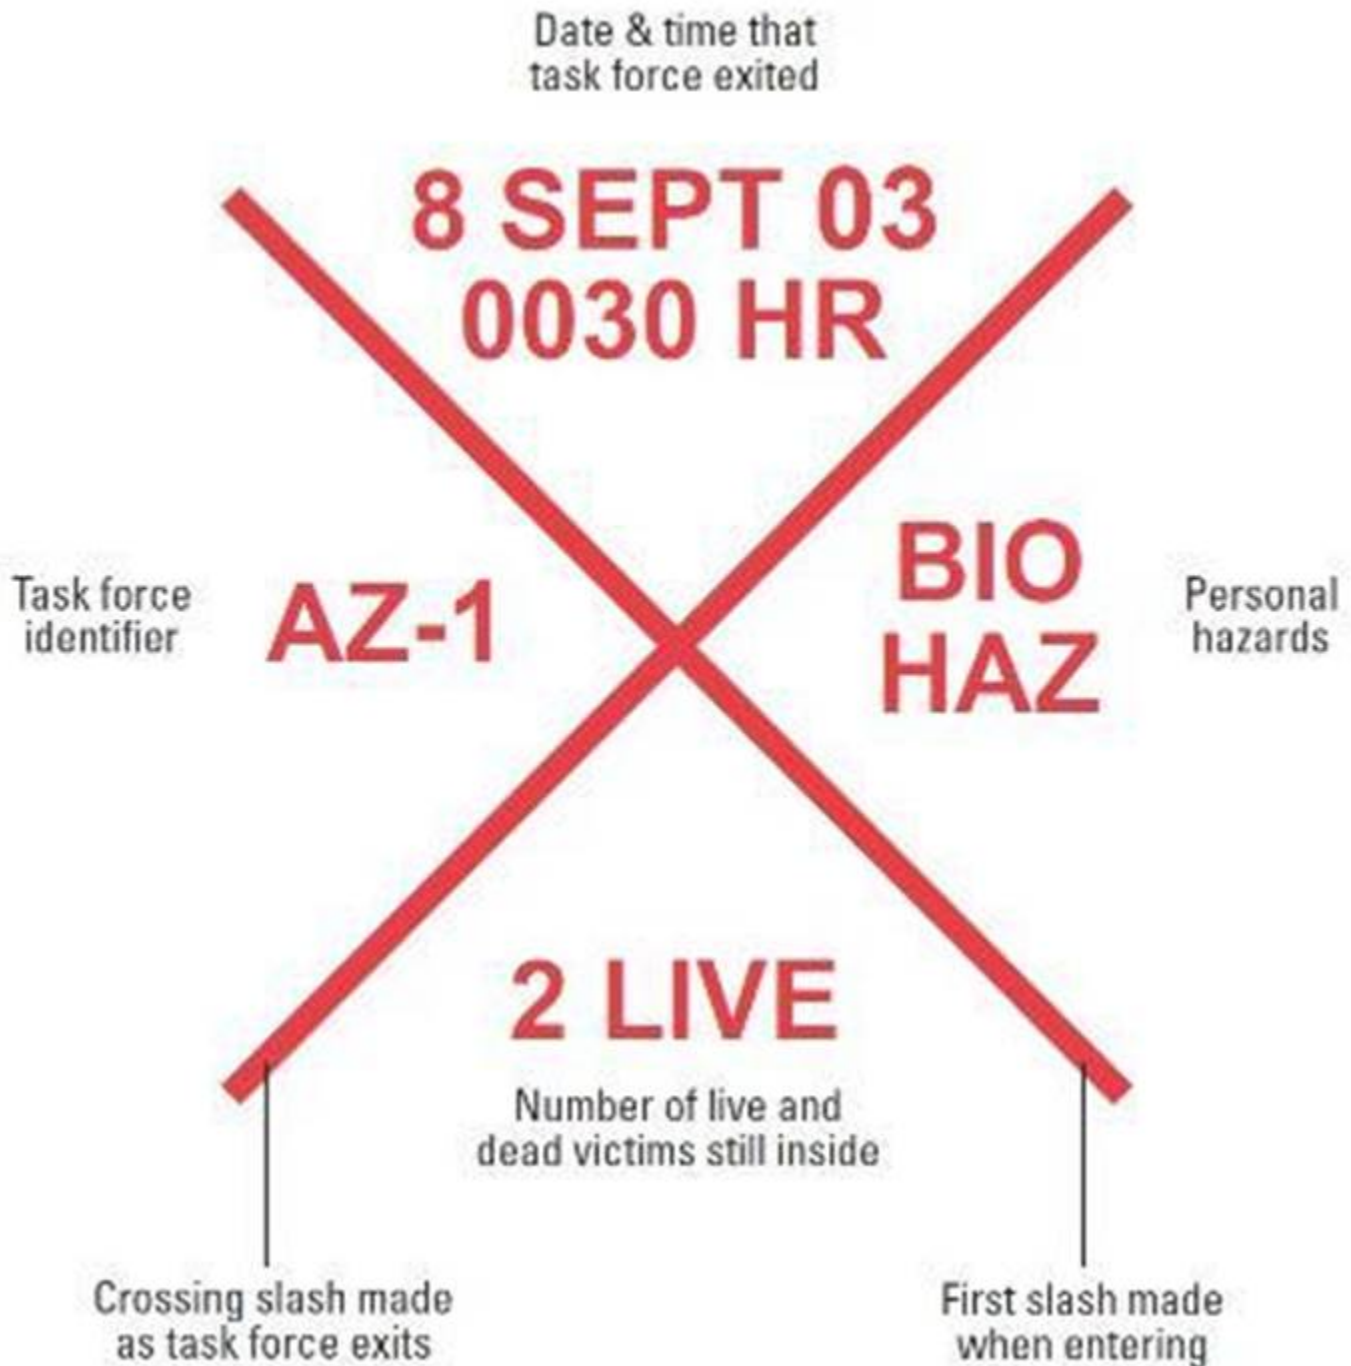 Date & time that
task force exited
8 SEPT 03
0030 HR
Task force
identifier
AZ-1
BIO
HAZ
Personal
hazards
2 LIVE
Number of live and
dead victims still inside
Crossing slash made
as task force exits
First slash made
when entering